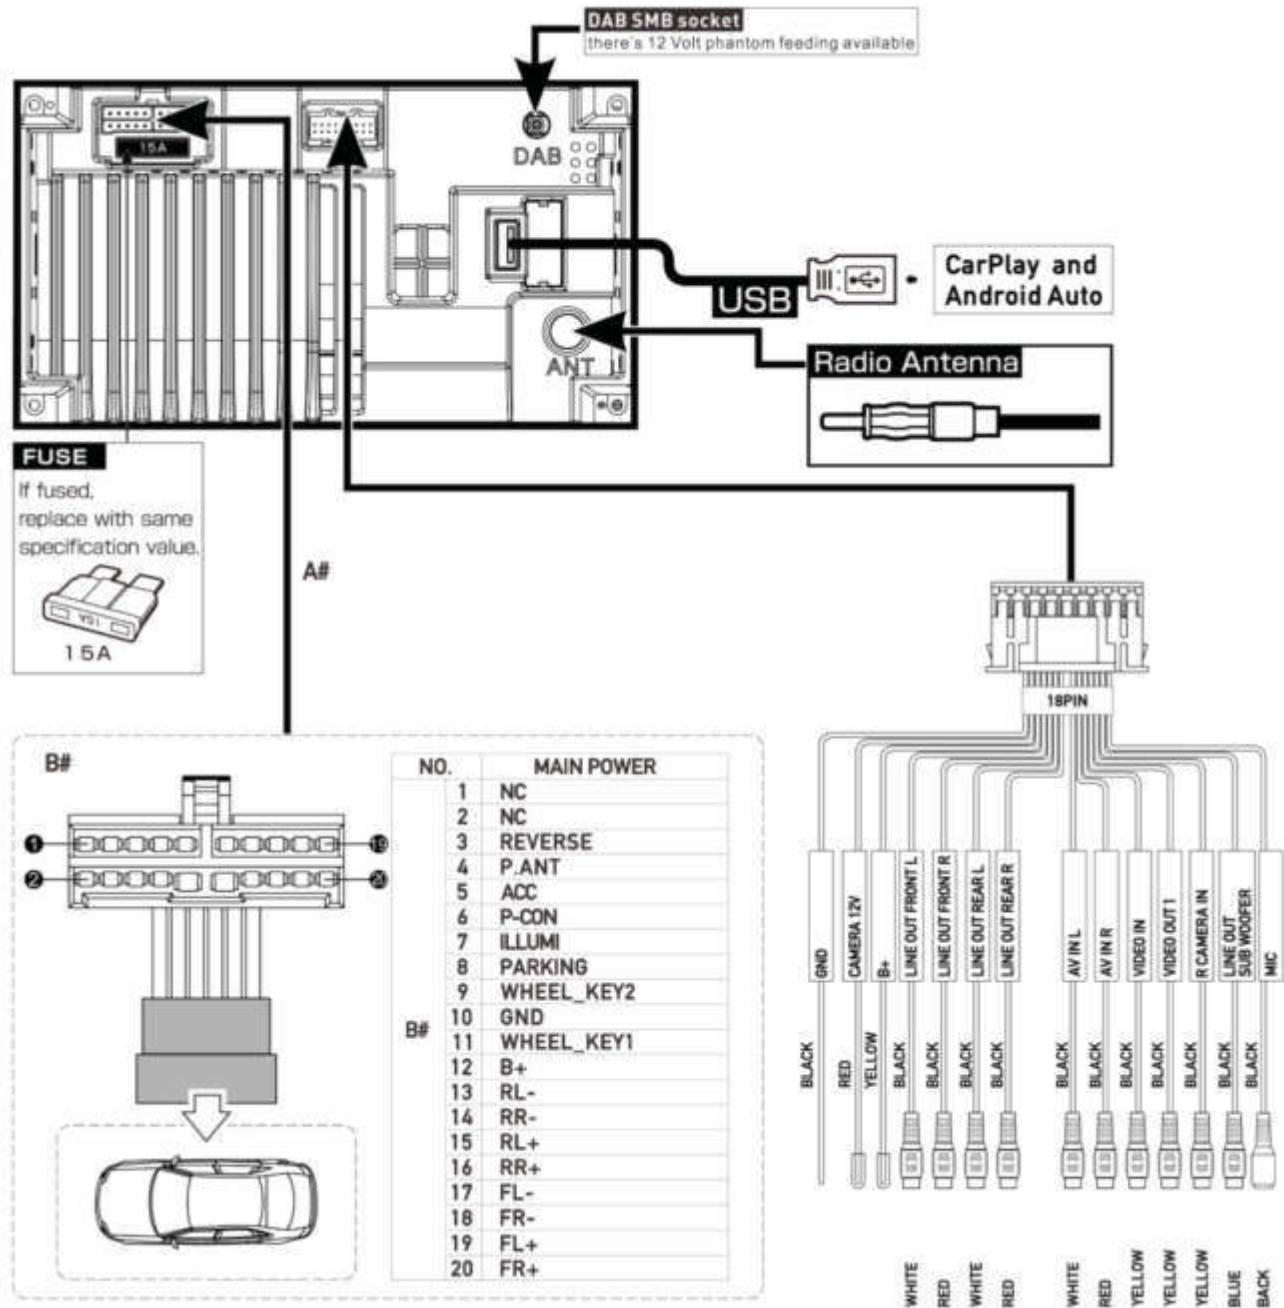 DAB SMB socket
there's 12 Volt phantom feeding available
15A
DAB
USB
CarPlay and
Android Auto
ANT
Radio Antenna
FUSE
If fused,
replace with same
specification value.
15A
15A
A#
18PIN
B#
1
19
2
20
NO. MAIN POWER
B#
1 NC
2 NC
3 REVERSE
4 P.ANT
5 ACC
6 P-CON
7 ILLUMI
8 PARKING
9 WHEEL_KEY2
10 GND
11 WHEEL_KEY1
12 B+
13 RL-
14 RR-
15 RL+
16 RR+
17 FL-
18 FR-
19 FL+
20 FR+
GND
CAMERA 12V
B+
LINE OUT FRONT L
LINE OUT FRONT R
LINE OUT REAR L
LINE OUT REAR R
AV IN L
AV IN R
VIDEO IN
VIDEO OUT 1
R CAMERA IN
LINE OUT
SUB WOOFER
MIC
BLACK
RED
YELLOW
BLACK
BLACK
BLACK
BLACK
BLACK
BLACK
BLACK
BLACK
BLACK
BLACK
BLACK
WHITE
RED
WHITE
RED
WHITE
RED
YELLOW
YELLOW
YELLOW
BLUE
BACK